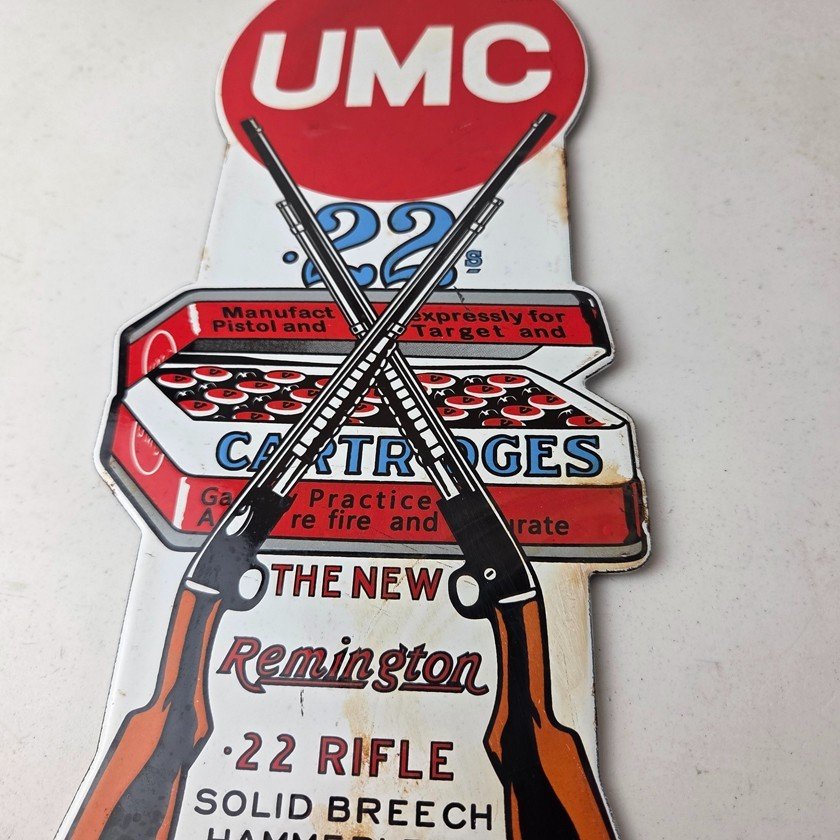 UMC
.22s
Manufact expressly for
Pistol and Target and
CARTRIDGES
Practice
re fire and urate
THE NEW
Remington
.22 RIFLE
SOLID BREECH